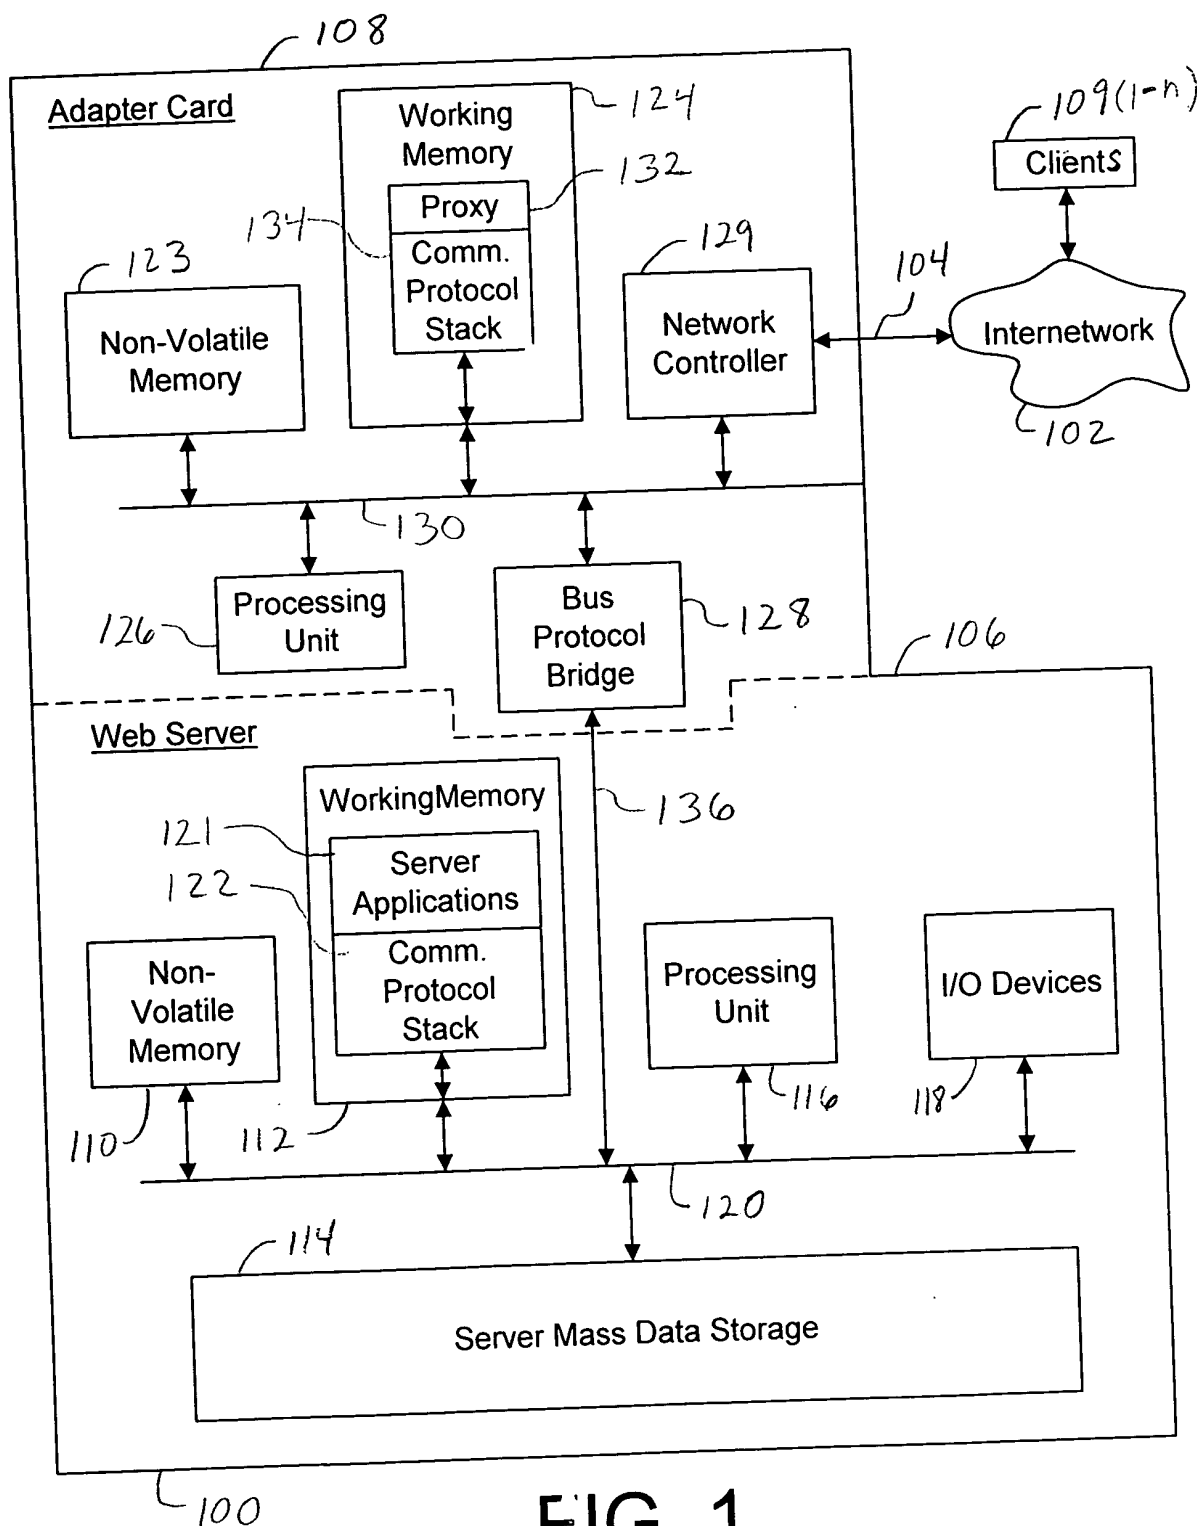 108
Adapter Card
Working
Memory
124
109(1-n)
Clients
Proxy
132
134
Comm.
Protocol
Stack
123
Non-Volatile
Memory
129
Network
Controller
104
Internetwork
102
130
Processing
Unit
126
Bus
Protocol
Bridge
128
106
Web Server
WorkingMemory
136
121
Server
Applications
122
Comm.
Protocol
Stack
Non-
Volatile
Memory
Processing
Unit
I/O Devices
110
112
116
118
120
114
Server Mass Data Storage
100
FIG. 1